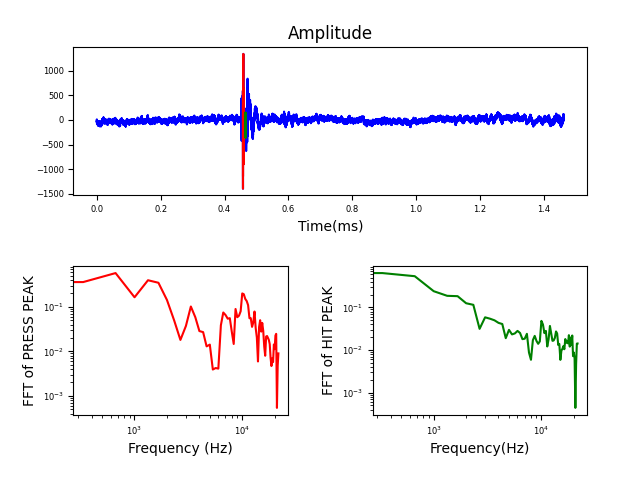 Amplitude
1000
500
0
−500
−1000
−1500
0.0 0.2 0.4 0.6 0.8 1.0 1.2 1.4
Time(ms)
FFT of PRESS PEAK
10⁻¹
10⁻²
10⁻³
10³ 10⁴
Frequency (Hz)
FFT of HIT PEAK
10⁻¹
10⁻²
10⁻³
10³ 10⁴
Frequency(Hz)